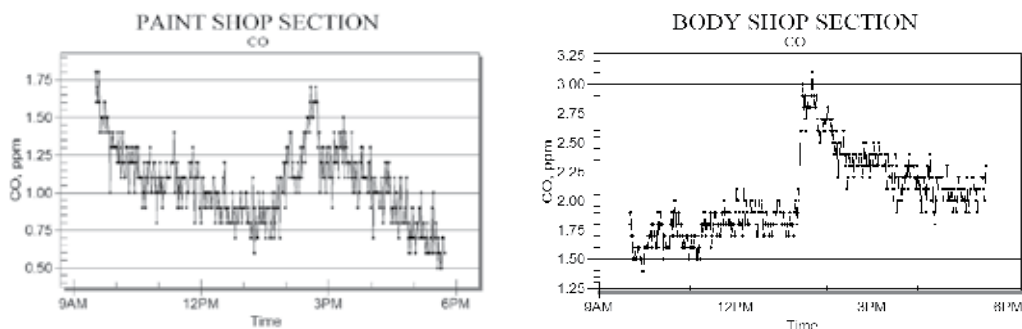 PAINT SHOP SECTION
CO
CO, ppm
1.75
1.50
1.25
1.00
0.75
0.50
9AM
12PM
3PM
6PM
Time
BODY SHOP SECTION
CO
CO, ppm
3.25
3.00
2.75
2.50
2.25
2.00
1.75
1.50
1.25
9AM
12PM
3PM
6PM
Time